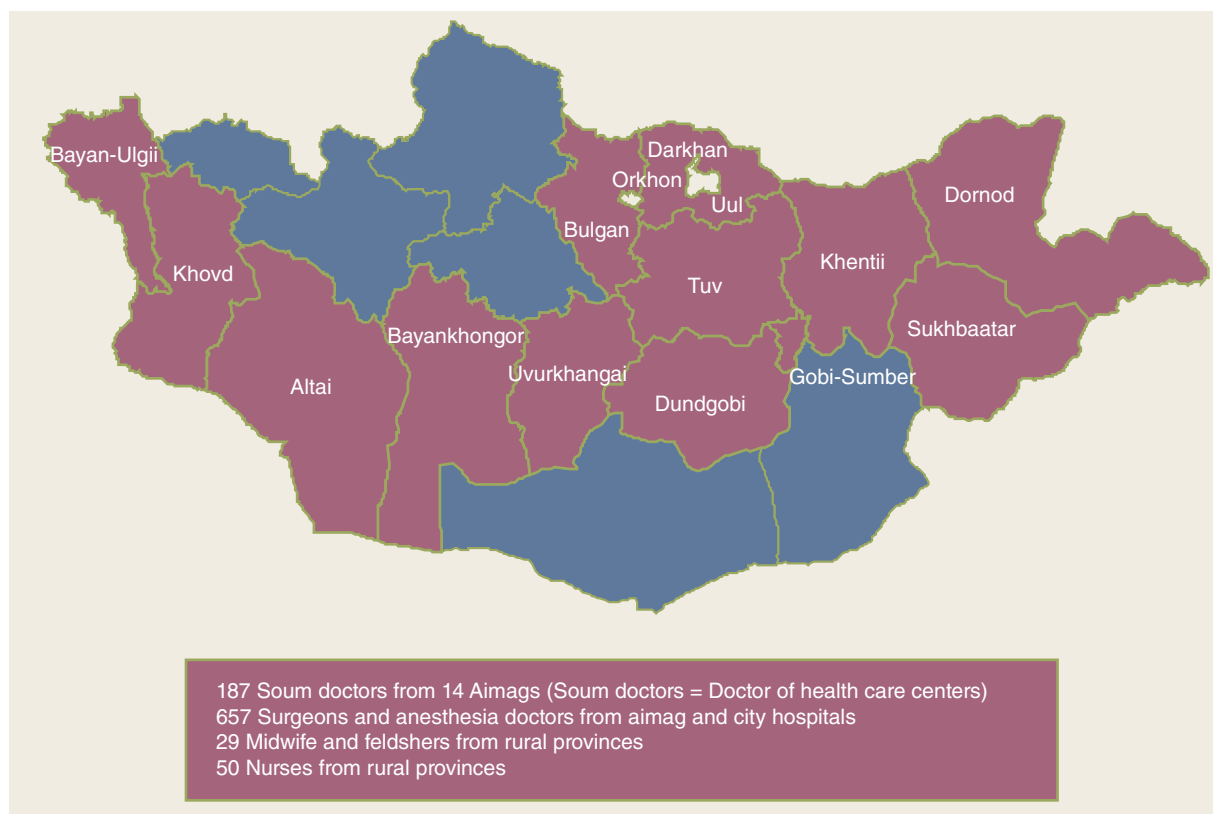 Bayan-Ulgii
Khovd
Altai
Bayankhongor
Uvurkhangai
Bulgan
Orkhon
Darkhan
Uul
Tuv
Dundgobi
Khentii
Gobi-Sumber
Dornod
Sukhbaatar
187 Soum doctors from 14 Aimags (Soum doctors = Doctor of health care centers)
657 Surgeons and anesthesia doctors from aimag and city hospitals
29 Midwife and feldshers from rural provinces
50 Nurses from rural provinces